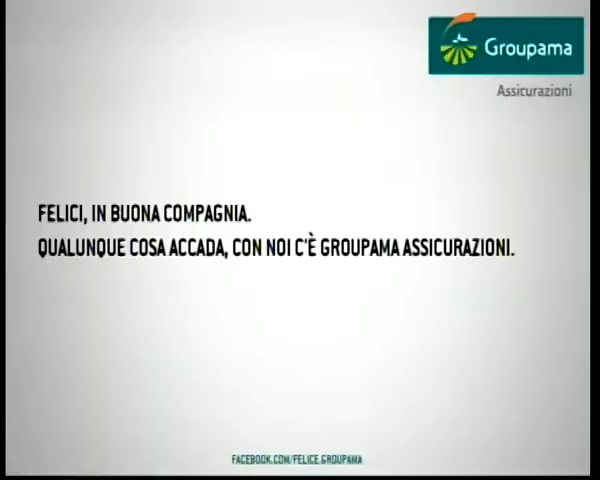 Groupama
Assicurazioni
FELICI, IN BUONA COMPAGNIA.
QUALUNQUE COSA ACCADA, CON NOI C'È GROUPAMA ASSICURAZIONI.
FACEBOOK.COM/FELICE.GROUPAMA